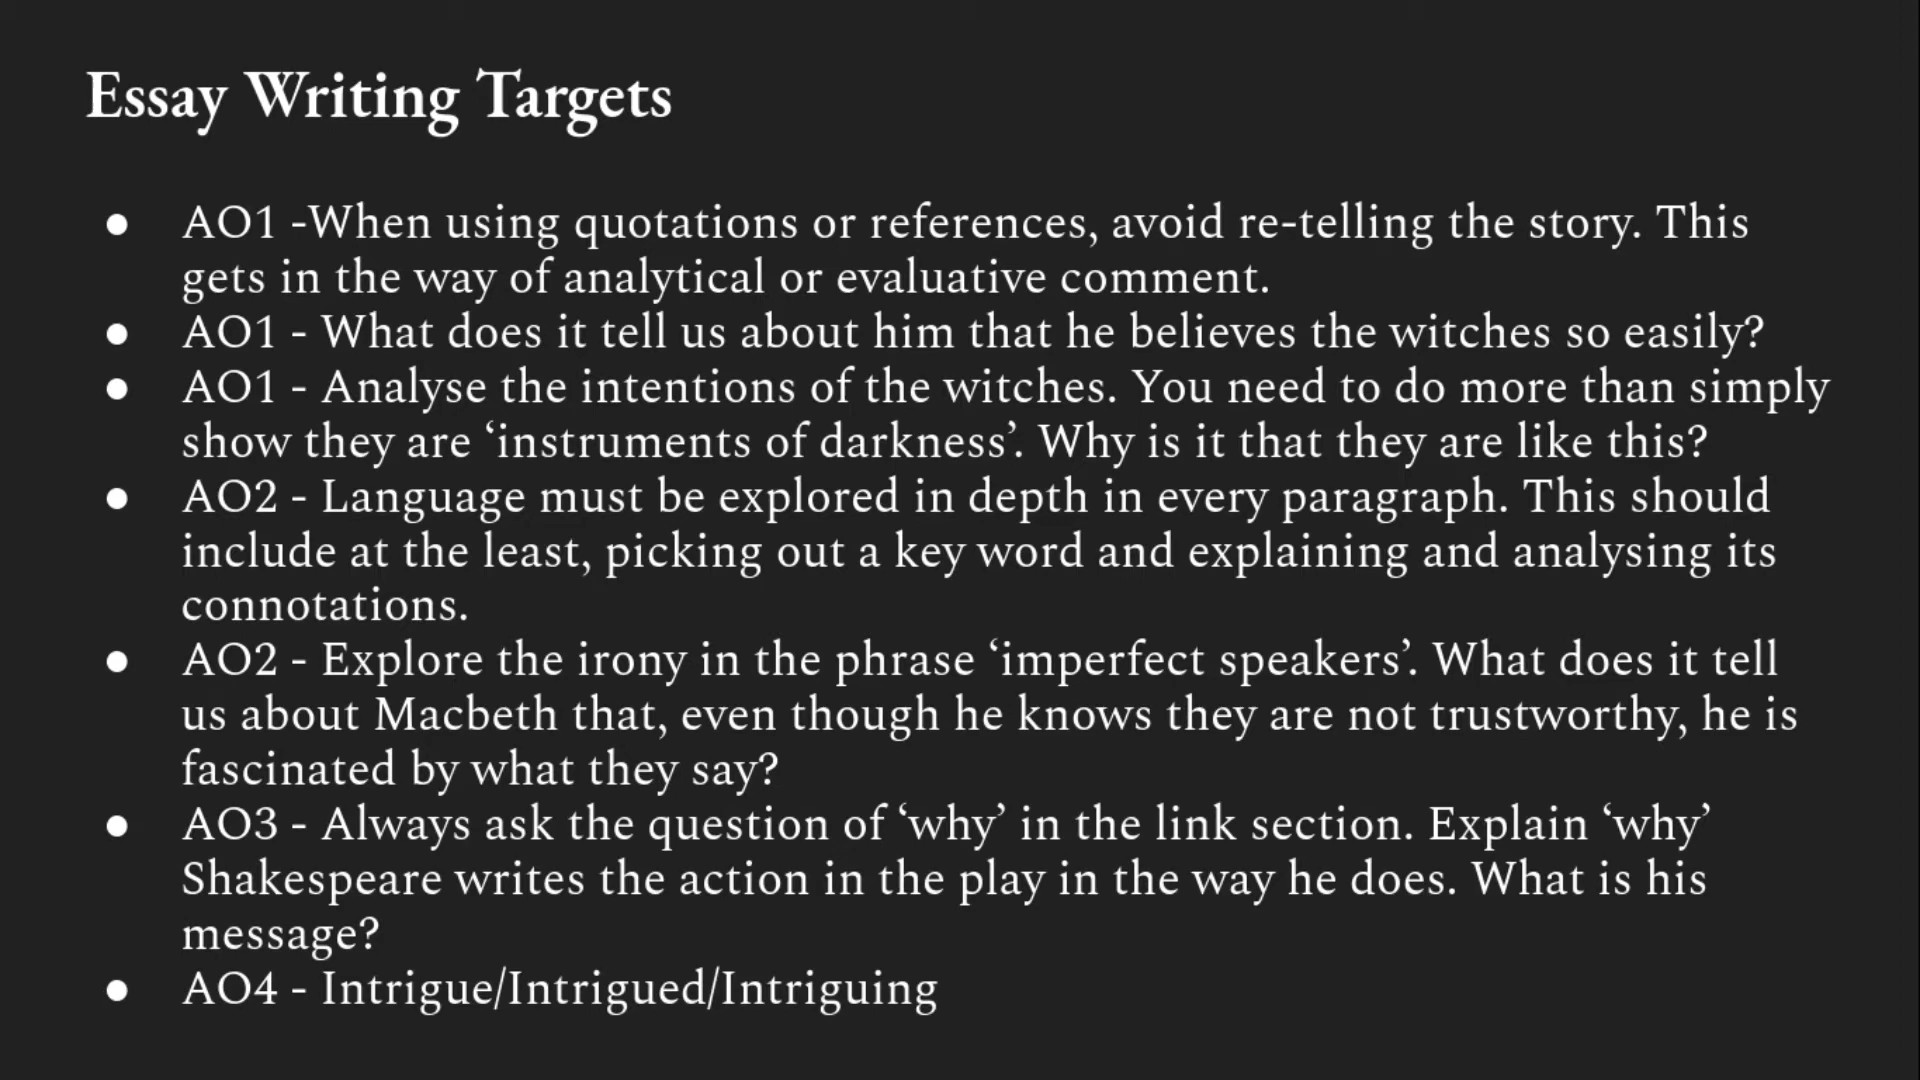 Essay Writing Targets
● AO1 -When using quotations or references, avoid re-telling the story. This
gets in the way of analytical or evaluative comment.
● AO1 - What does it tell us about him that he believes the witches so easily?
● AO1 - Analyse the intentions of the witches. You need to do more than simply
show they are ‘instruments of darkness’. Why is it that they are like this?
● AO2 - Language must be explored in depth in every paragraph. This should
include at the least, picking out a key word and explaining and analysing its
connotations.
● AO2 - Explore the irony in the phrase ‘imperfect speakers’. What does it tell
us about Macbeth that, even though he knows they are not trustworthy, he is
fascinated by what they say?
● AO3 - Always ask the question of ‘why’ in the link section. Explain ‘why’
Shakespeare writes the action in the play in the way he does. What is his
message?
● AO4 - Intrigue/Intrigued/Intriguing